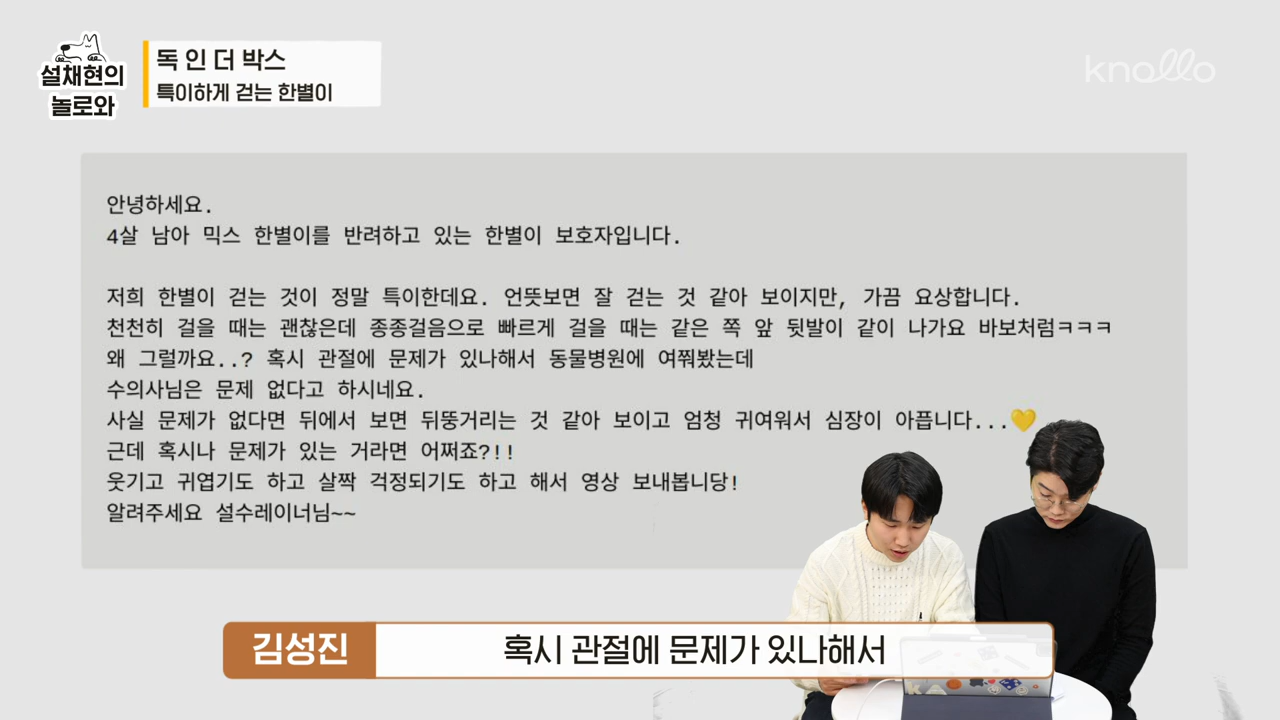 설채현의
놀로와
독 인 더 박스
특이하게 걷는 한별이
knollo
안녕하세요.
4살 남아 믹스 한별이를 반려하고 있는 한별이 보호자입니다.
저희 한별이 걷는 것이 정말 특이한데요. 언뜻보면 잘 걷는 것 같아 보이지만, 가끔 요상합니다.
천천히 걸을 때는 괜찮은데 종종걸음으로 빠르게 걸을 때는 같은 쪽 앞 뒷발이 같이 나가요 바보처럼ㅋㅋㅋ
왜 그럴까요..? 혹시 관절에 문제가 있나해서 동물병원에 여쭤봤는데
수의사님은 문제 없다고 하시네요.
사실 문제가 없다면 뒤에서 보면 뒤뚱거리는 것 같아 보이고 엄청 귀여워서 심장이 아픕니다...💛
근데 혹시나 문제가 있는 거라면 어쩌죠?!!
웃기고 귀엽기도 하고 살짝 걱정되기도 하고 해서 영상 보내봅니당!
알려주세요 설수레이너님~~
김성진
혹시 관절에 문제가 있나해서